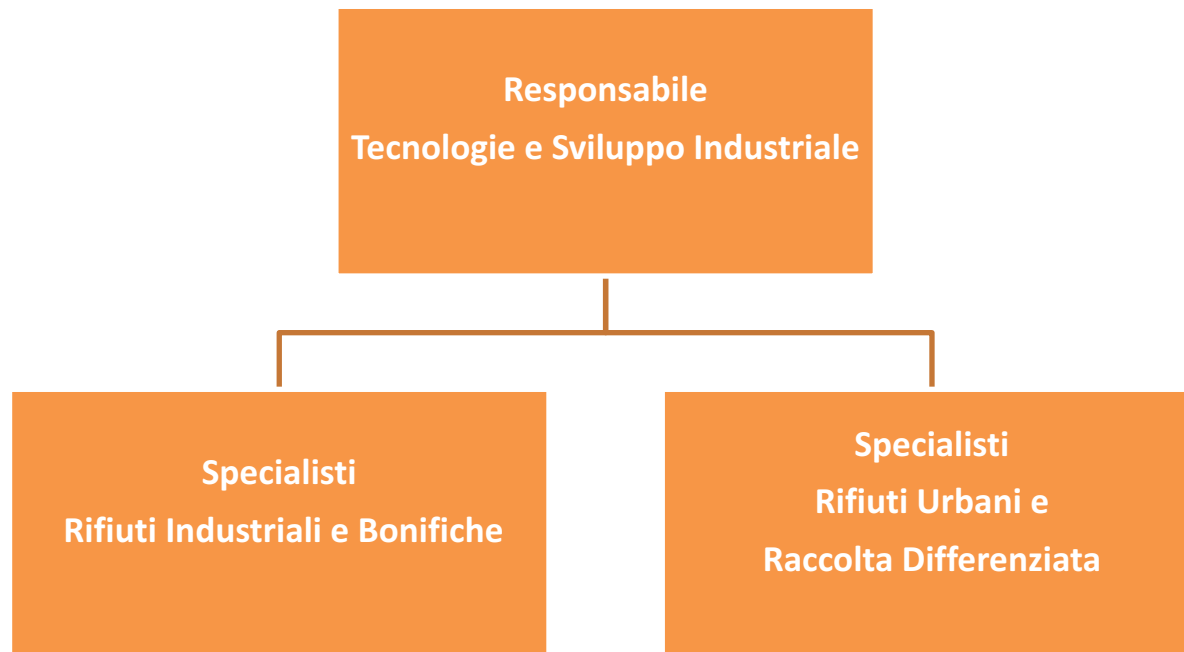 Responsabile
Tecnologie e Sviluppo Industriale
Specialisti
Rifiuti Industriali e Bonifiche
Specialisti
Rifiuti Urbani e
Raccolta Differenziata